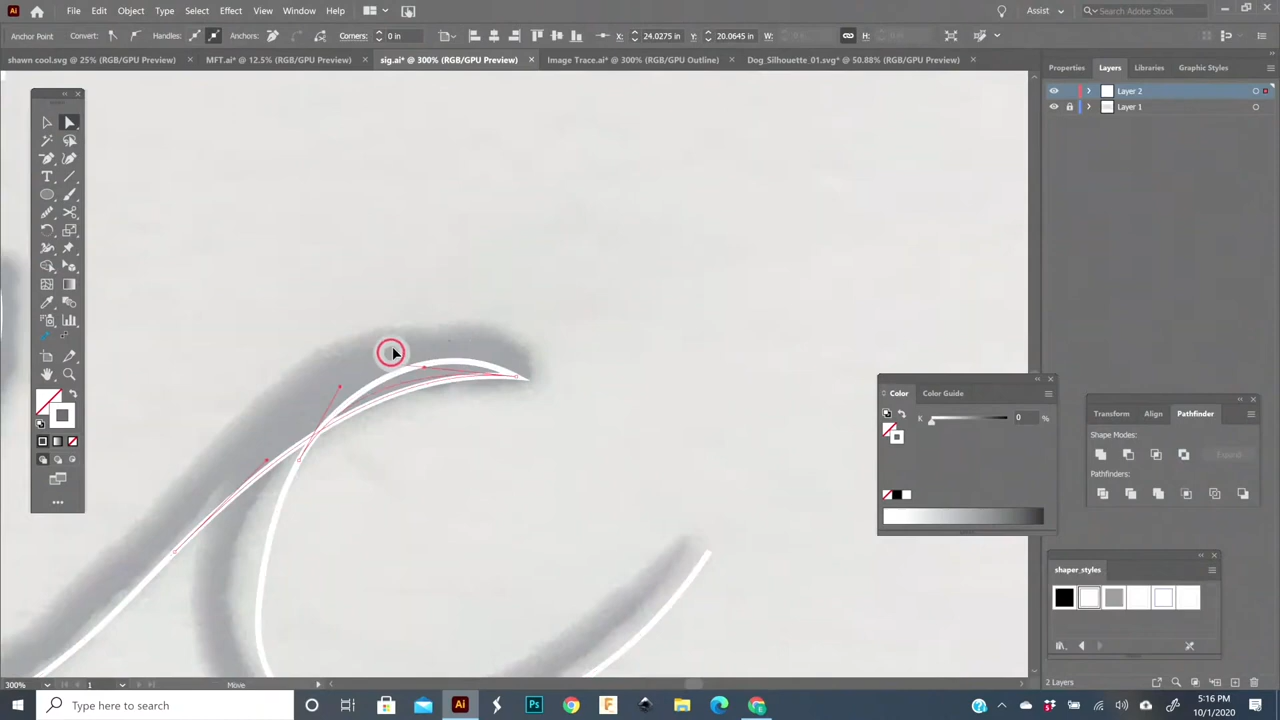 Ai File Edit Object Type Select Effect View Window Help Assist Search Adobe Stock
Anchor Point Convert: Handles: Anchors: Corners: 0 in X: 24.0275 in Y: 20.0645 in W: H:
shawn cool.svg @ 25% (RGB/GPU Preview) × MFT.ai* @ 12.5% (RGB/GPU Preview) × sig.ai* @ 300% (RGB/GPU Preview) × Image Trace.ai* @ 300% (RGB/GPU Outline) × Dog_Silhouette_01.svg* @ 50.88% (RGB/GPU Preview) ×
Properties Layers Libraries Graphic Styles
Layer 2
Layer 1
Color Color Guide
K 0 %
Transform Align Pathfinder
Shape Modes:
Expand
Pathfinders:
shaper_styles
300% 1 Move
2 Layers
Type here to search
Ai Ps F
5:16 PM
10/1/2020